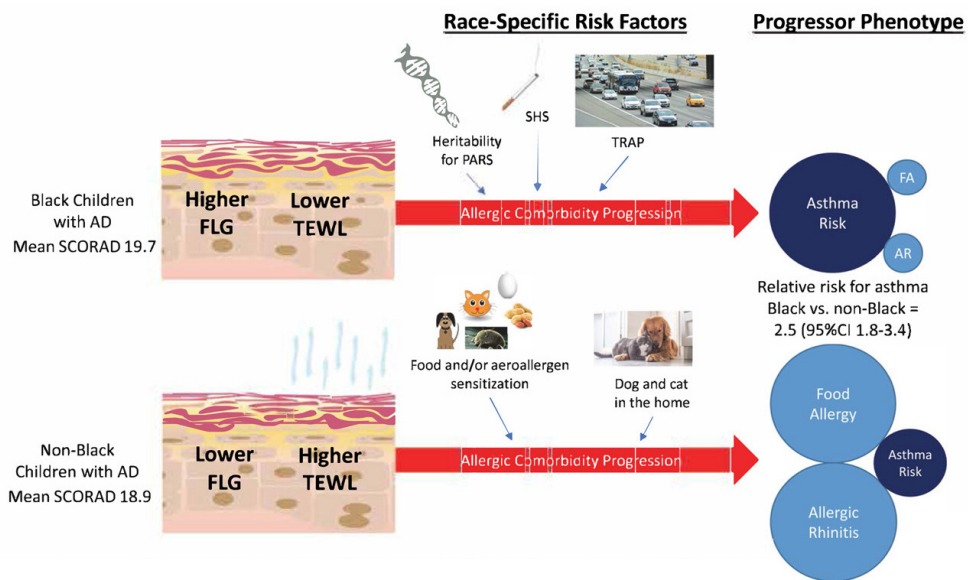 Race-Specific Risk Factors
Progressor Phenotype
Heritability
for PARS
SHS
TRAP
Black Children
with AD
Mean SCORAD 19.7
Higher
FLG
Lower
TEWL
Allergic Comorbidity Progression
Asthma
Risk
FA
AR
Relative risk for asthma
Black vs. non-Black =
2.5 (95%CI 1.8-3.4)
Food and/or aeroallergen
sensitization
Dog and cat
in the home
Non-Black
Children with AD
Mean SCORAD 18.9
Lower
FLG
Higher
TEWL
Allergic Comorbidity Progression
Food
Allergy
Asthma
Risk
Allergic
Rhinitis